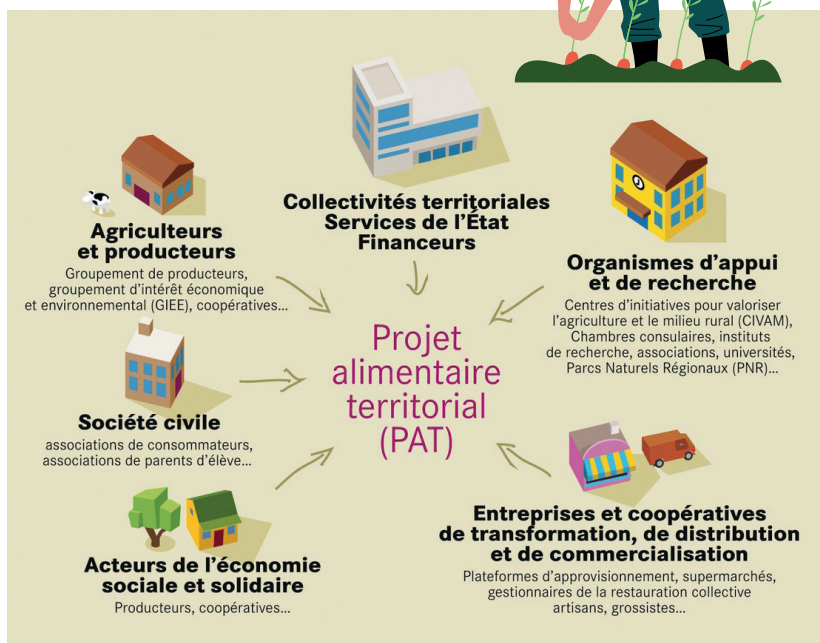 Collectivités territoriales
Services de l'État
Financeurs
Agriculteurs
et producteurs
Groupement de producteurs,
groupement d'intérêt économique
et environnemental (GIEE), coopératives...
Organismes d'appui
et de recherche
Centres d'initiatives pour valoriser
l'agriculture et le milieu rural (CIVAM),
Chambres consulaires, instituts
de recherche, associations, universités,
Parcs Naturels Régionaux (PNR)...
Projet
alimentaire
territorial
(PAT)
Société civile
associations de consommateurs,
associations de parents d'élève...
Acteurs de l'économie
sociale et solidaire
Producteurs, coopératives...
Entreprises et coopératives
de transformation, de distribution
et de commercialisation
Plateformes d'approvisionnement, supermarchés,
gestionnaires de la restauration collective
artisans, grossistes...